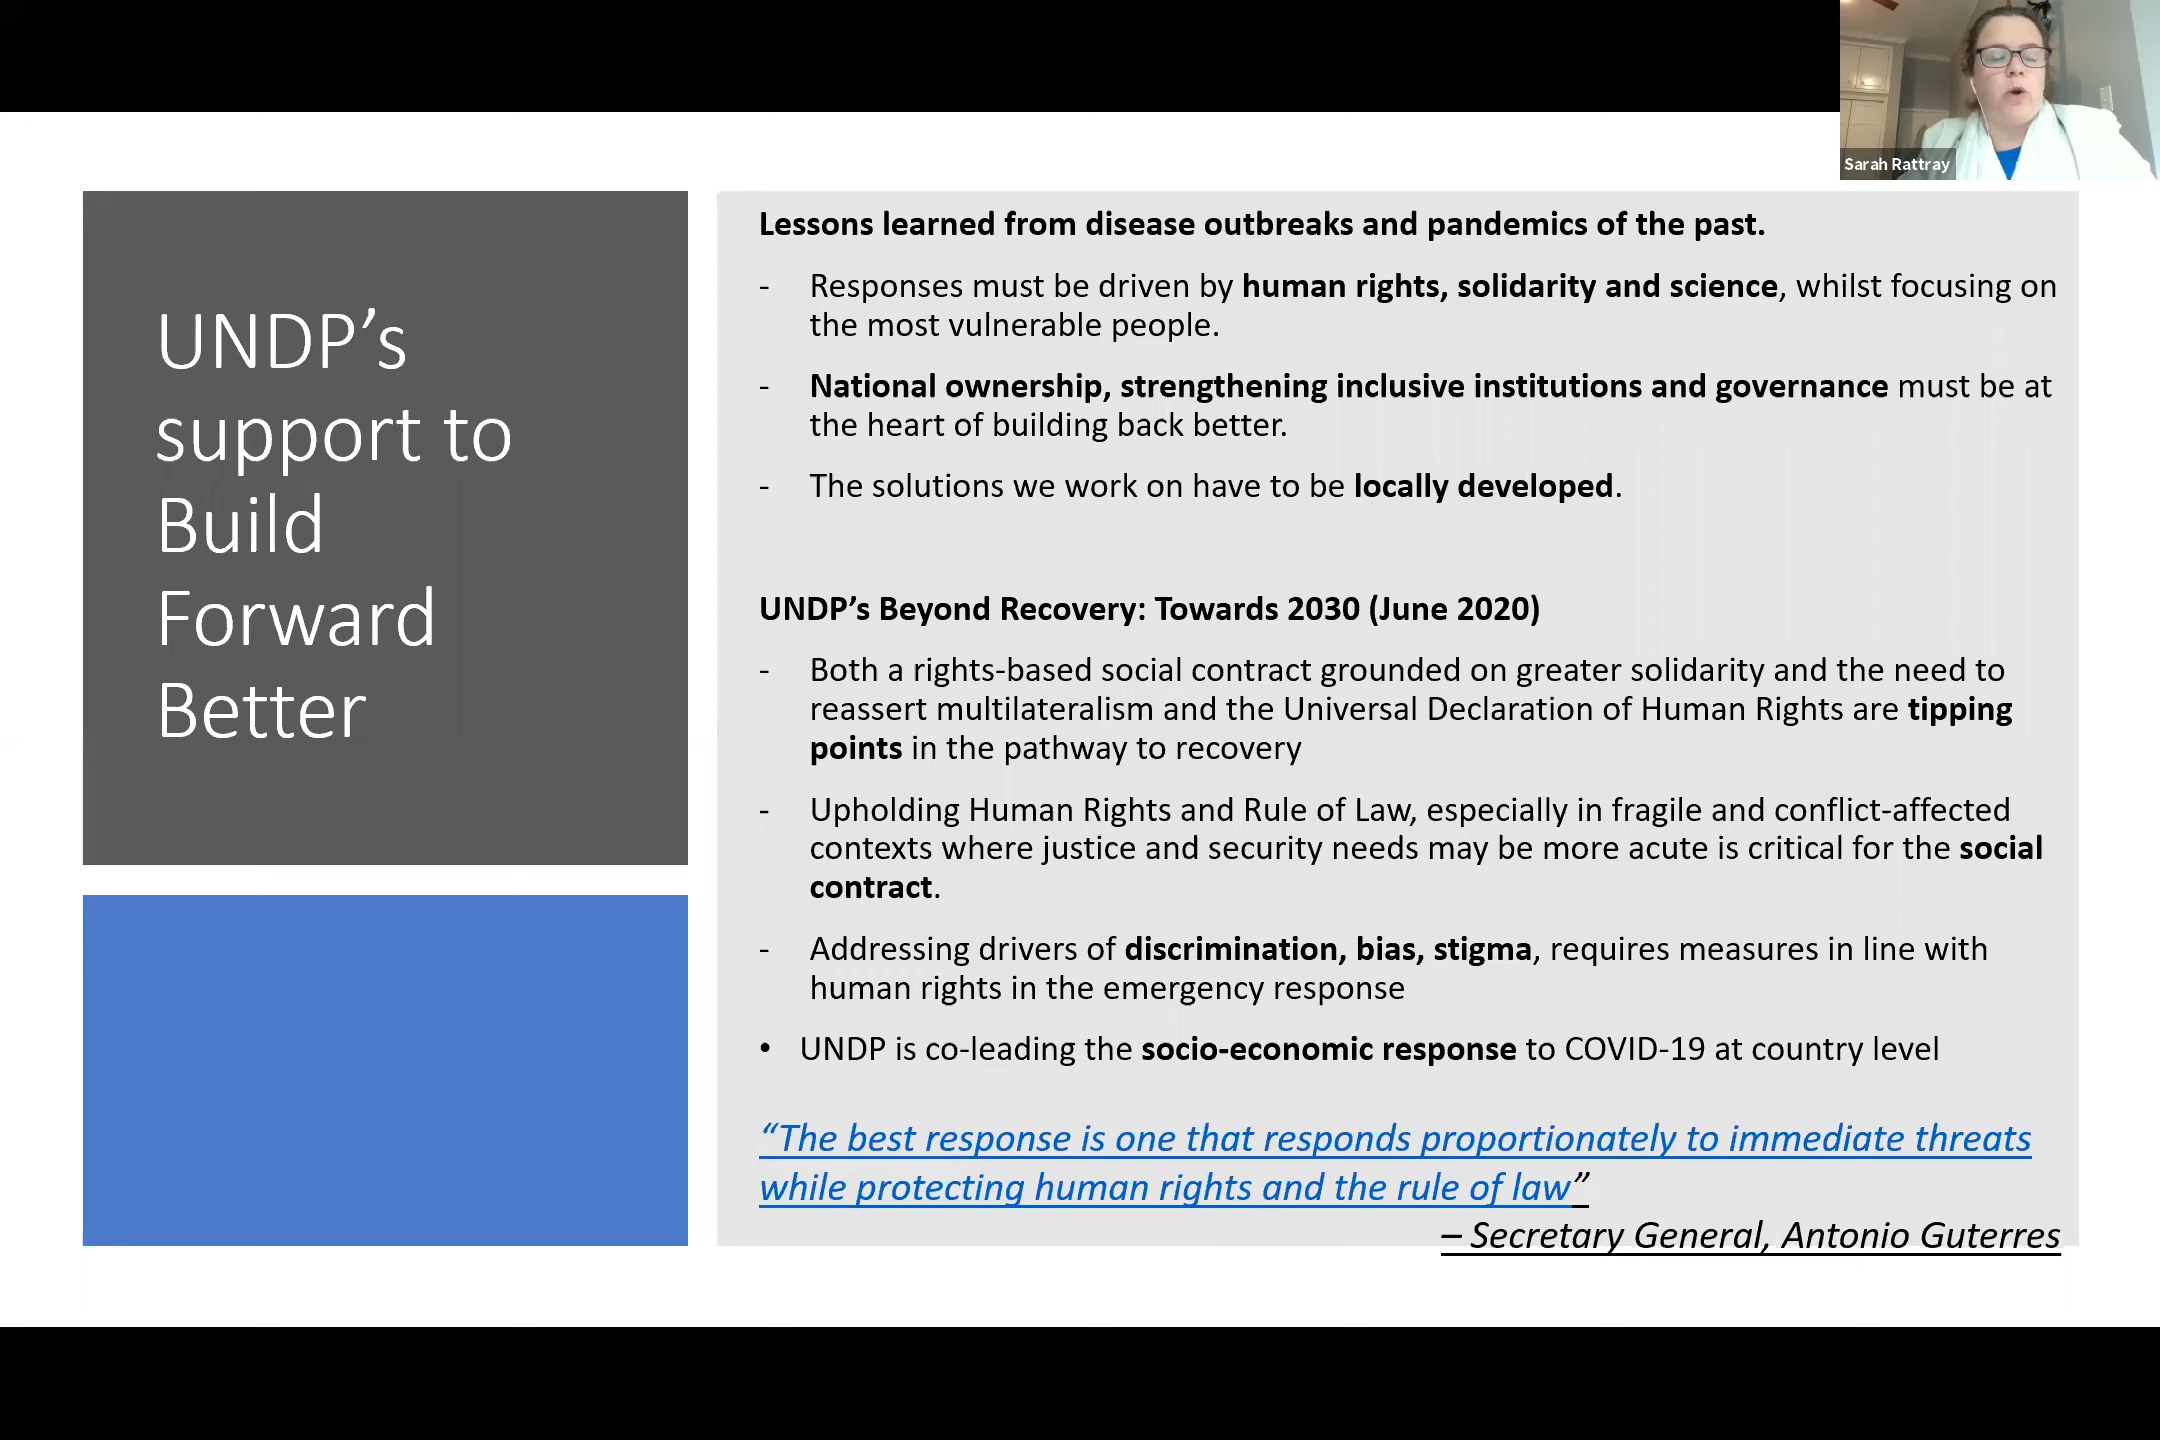 Sarah Rattray
UNDP’s
support to
Build
Forward
Better
Lessons learned from disease outbreaks and pandemics of the past.
- Responses must be driven by human rights, solidarity and science, whilst focusing on
the most vulnerable people.
- National ownership, strengthening inclusive institutions and governance must be at
the heart of building back better.
- The solutions we work on have to be locally developed.
UNDP’s Beyond Recovery: Towards 2030 (June 2020)
- Both a rights-based social contract grounded on greater solidarity and the need to
reassert multilateralism and the Universal Declaration of Human Rights are tipping
points in the pathway to recovery
- Upholding Human Rights and Rule of Law, especially in fragile and conflict-affected
contexts where justice and security needs may be more acute is critical for the social
contract.
- Addressing drivers of discrimination, bias, stigma, requires measures in line with
human rights in the emergency response
• UNDP is co-leading the socio-economic response to COVID-19 at country level
“The best response is one that responds proportionately to immediate threats
while protecting human rights and the rule of law”
– Secretary General, Antonio Guterres